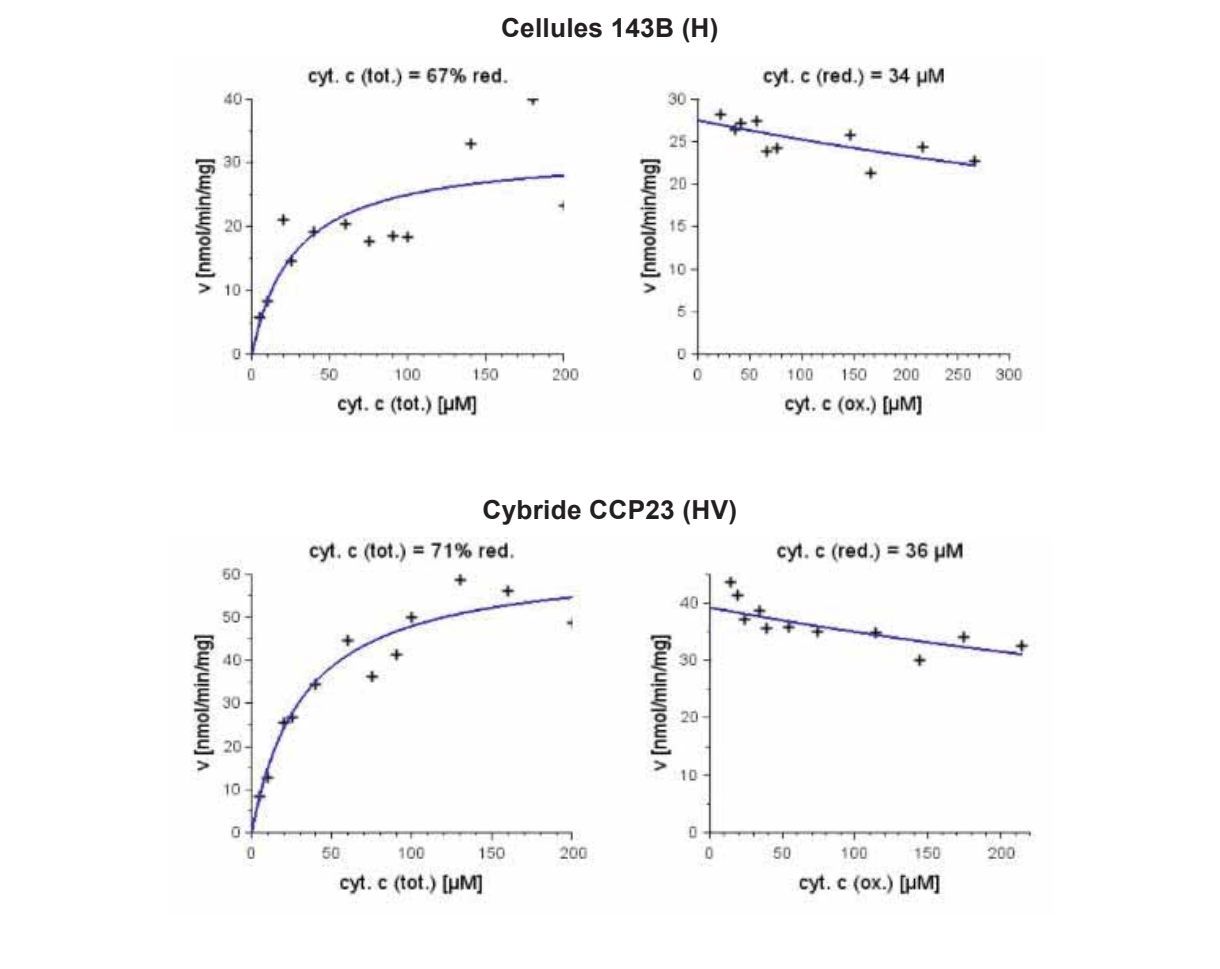 Cellules 143B (H)
cyt. c (tot.) = 67% red.
v [nmol/min/mg]
40
30
20
10
0
0 50 100 150 200
cyt. c (tot.) [µM]
cyt. c (red.) = 34 µM
v [nmol/min/mg]
30
25
20
15
10
5
0
0 50 100 150 200 250 300
cyt. c (ox.) [µM]
Cybride CCP23 (HV)
cyt. c (tot.) = 71% red.
v [nmol/min/mg]
60
50
40
30
20
10
0
0 50 100 150 200
cyt. c (tot.) [µM]
cyt. c (red.) = 36 µM
v [nmol/min/mg]
40
30
20
10
0
0 50 100 150 200
cyt. c (ox.) [µM]